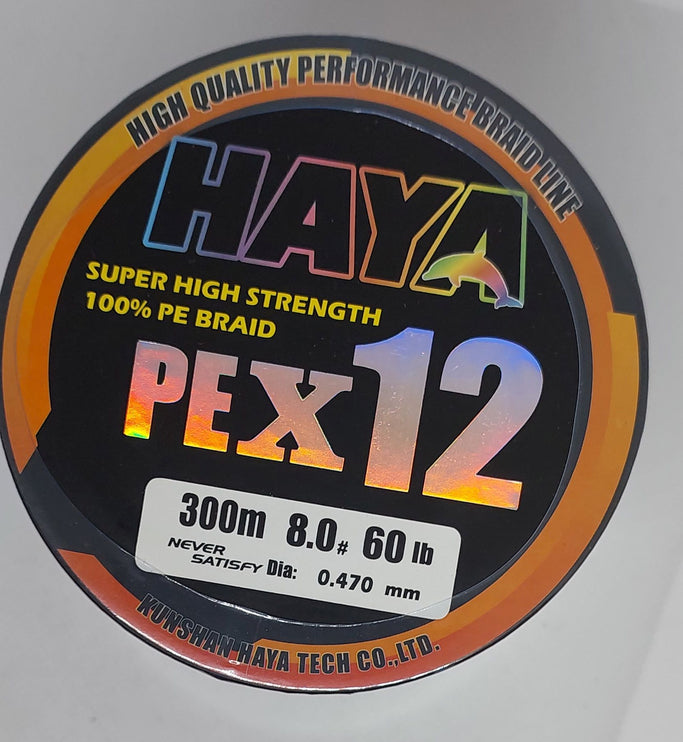 HIGH QUALITY PERFORMANCE BRAID LINE
HAYA
SUPER HIGH STRENGTH
100% PE BRAID
PEX12
300m 8.0# 60 lb
NEVER
SATISFY Dia: 0.470 mm
KUNSHAN HAYA TECH CO.,LTD.